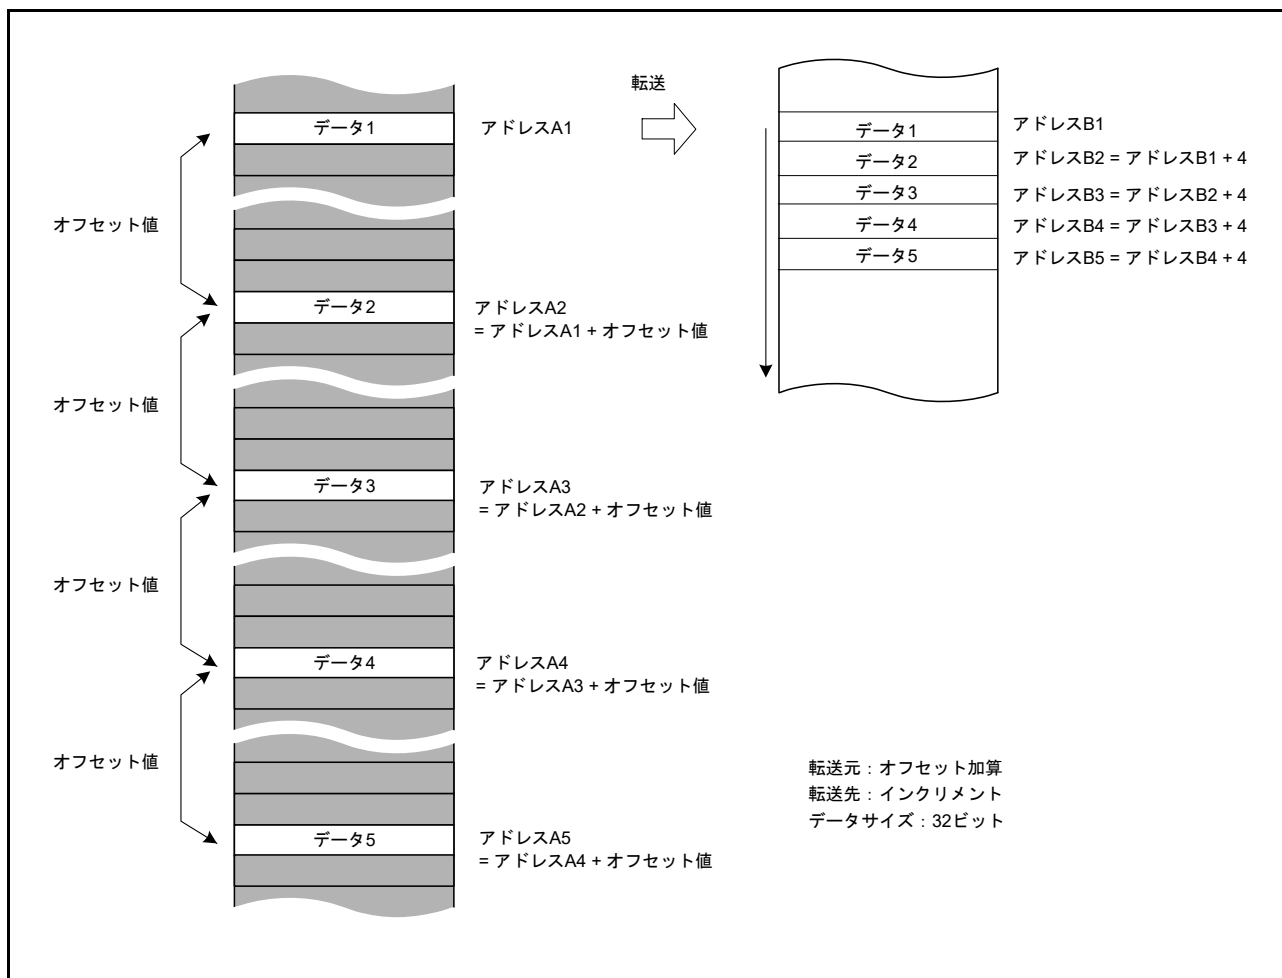 転送
データ1
アドレスA1
アドレスB1
データ1
データ2
アドレスB2 = アドレスB1 + 4
データ3
アドレスB3 = アドレスB2 + 4
データ4
アドレスB4 = アドレスB3 + 4
データ5
アドレスB5 = アドレスB4 + 4
オフセット値
データ2
アドレスA2
= アドレスA1 + オフセット値
オフセット値
データ3
アドレスA3
= アドレスA2 + オフセット値
オフセット値
データ4
アドレスA4
= アドレスA3 + オフセット値
オフセット値
データ5
アドレスA5
= アドレスA4 + オフセット値
転送元：オフセット加算
転送先：インクリメント
データサイズ：32ビット